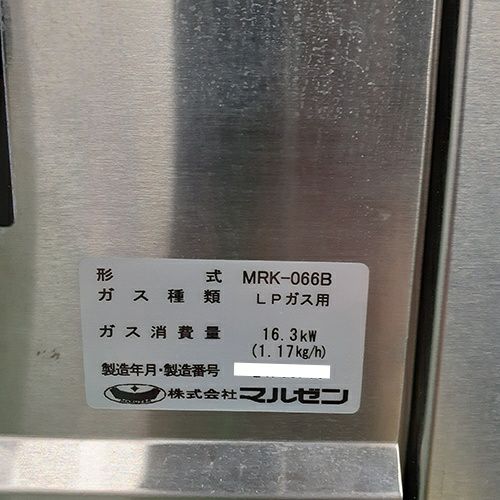 形式 MRK-066B
ガス種類 LPガス用
ガス消費量 16.3kW
(1.17kg/h)
製造年月・製造番号
株式会社マルゼン